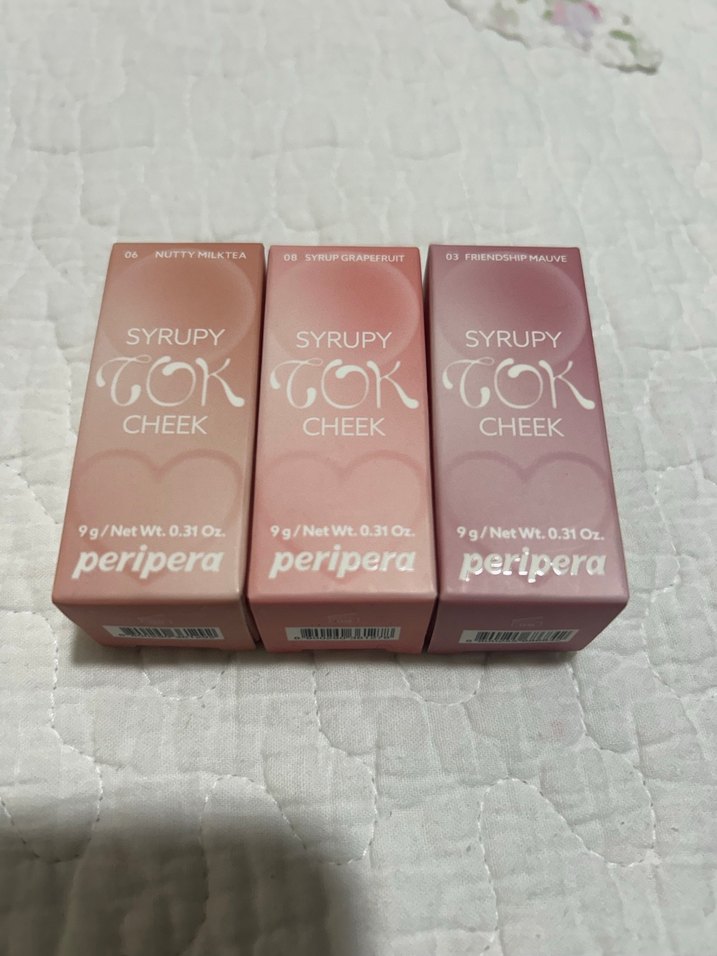 06 NUTTY MILKTEA
SYRUPY
TOK
CHEEK
9 g / Net Wt. 0.31 Oz.
peripera
08 SYRUP GRAPEFRUIT
SYRUPY
TOK
CHEEK
9 g / Net Wt. 0.31 Oz.
peripera
03 FRIENDSHIP MAUVE
SYRUPY
TOK
CHEEK
9 g / Net Wt. 0.31 Oz.
peripera